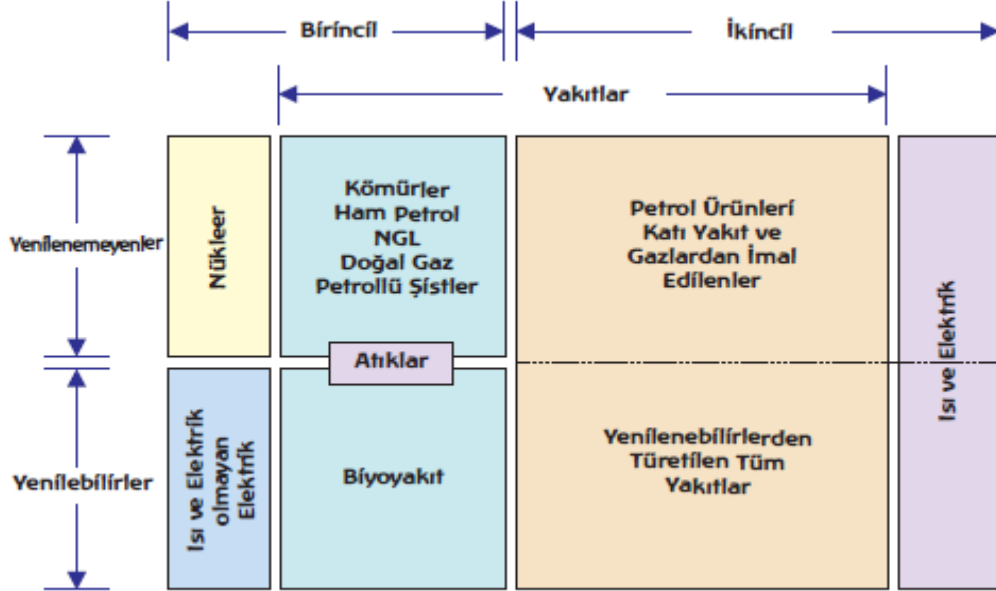 Birincil
İkincil
Yakıtlar
Yenilenemeyenler
Nükleer
Kömürler
Ham Petrol
NGL
Doğal Gaz
Petrollü Şistler
Petrol Ürünleri
Katı Yakıt ve
Gazlardan İmal
Edilenler
Isı ve Elektrik
Atıklar
Yenilebilirler
Isı ve Elektrik
olmayan
Elektrik
Biyoyakıt
Yenilenebilirlerden
Türetilen Tüm
Yakıtlar